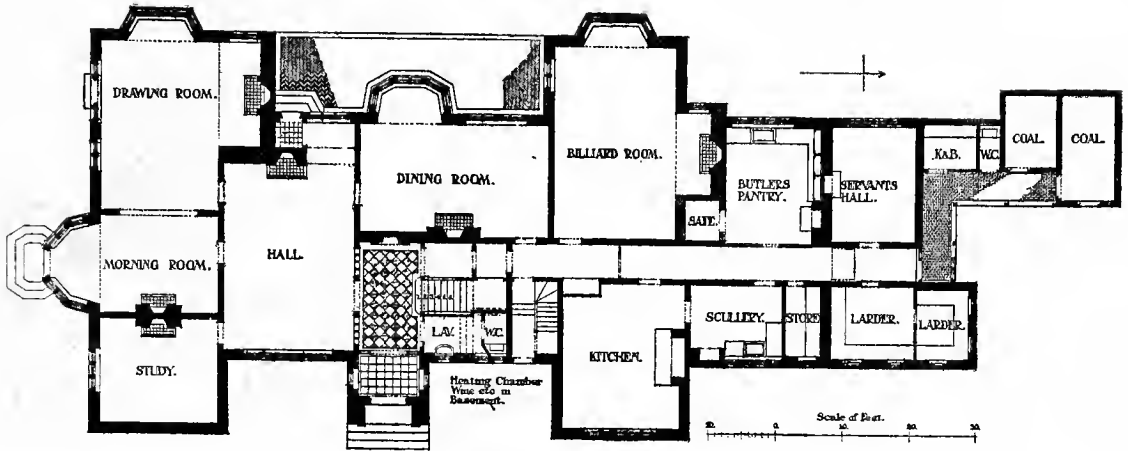 DRAWING ROOM.
BILLIARD ROOM.
DINING ROOM.
BUTLERS
PANTRY.
SERVANTS
HALL.
K&B.
W.C.
COAL.
COAL.
SAFE
MORNING ROOM.
HALL.
STUDY.
LAV.
W.C.
KITCHEN.
SCULLERY.
STORE
LARDER.
LARDER.
Heating Chamber
Wine etc in
Basement.
Scale of Feet.
10. 0. 10. 20. 30.